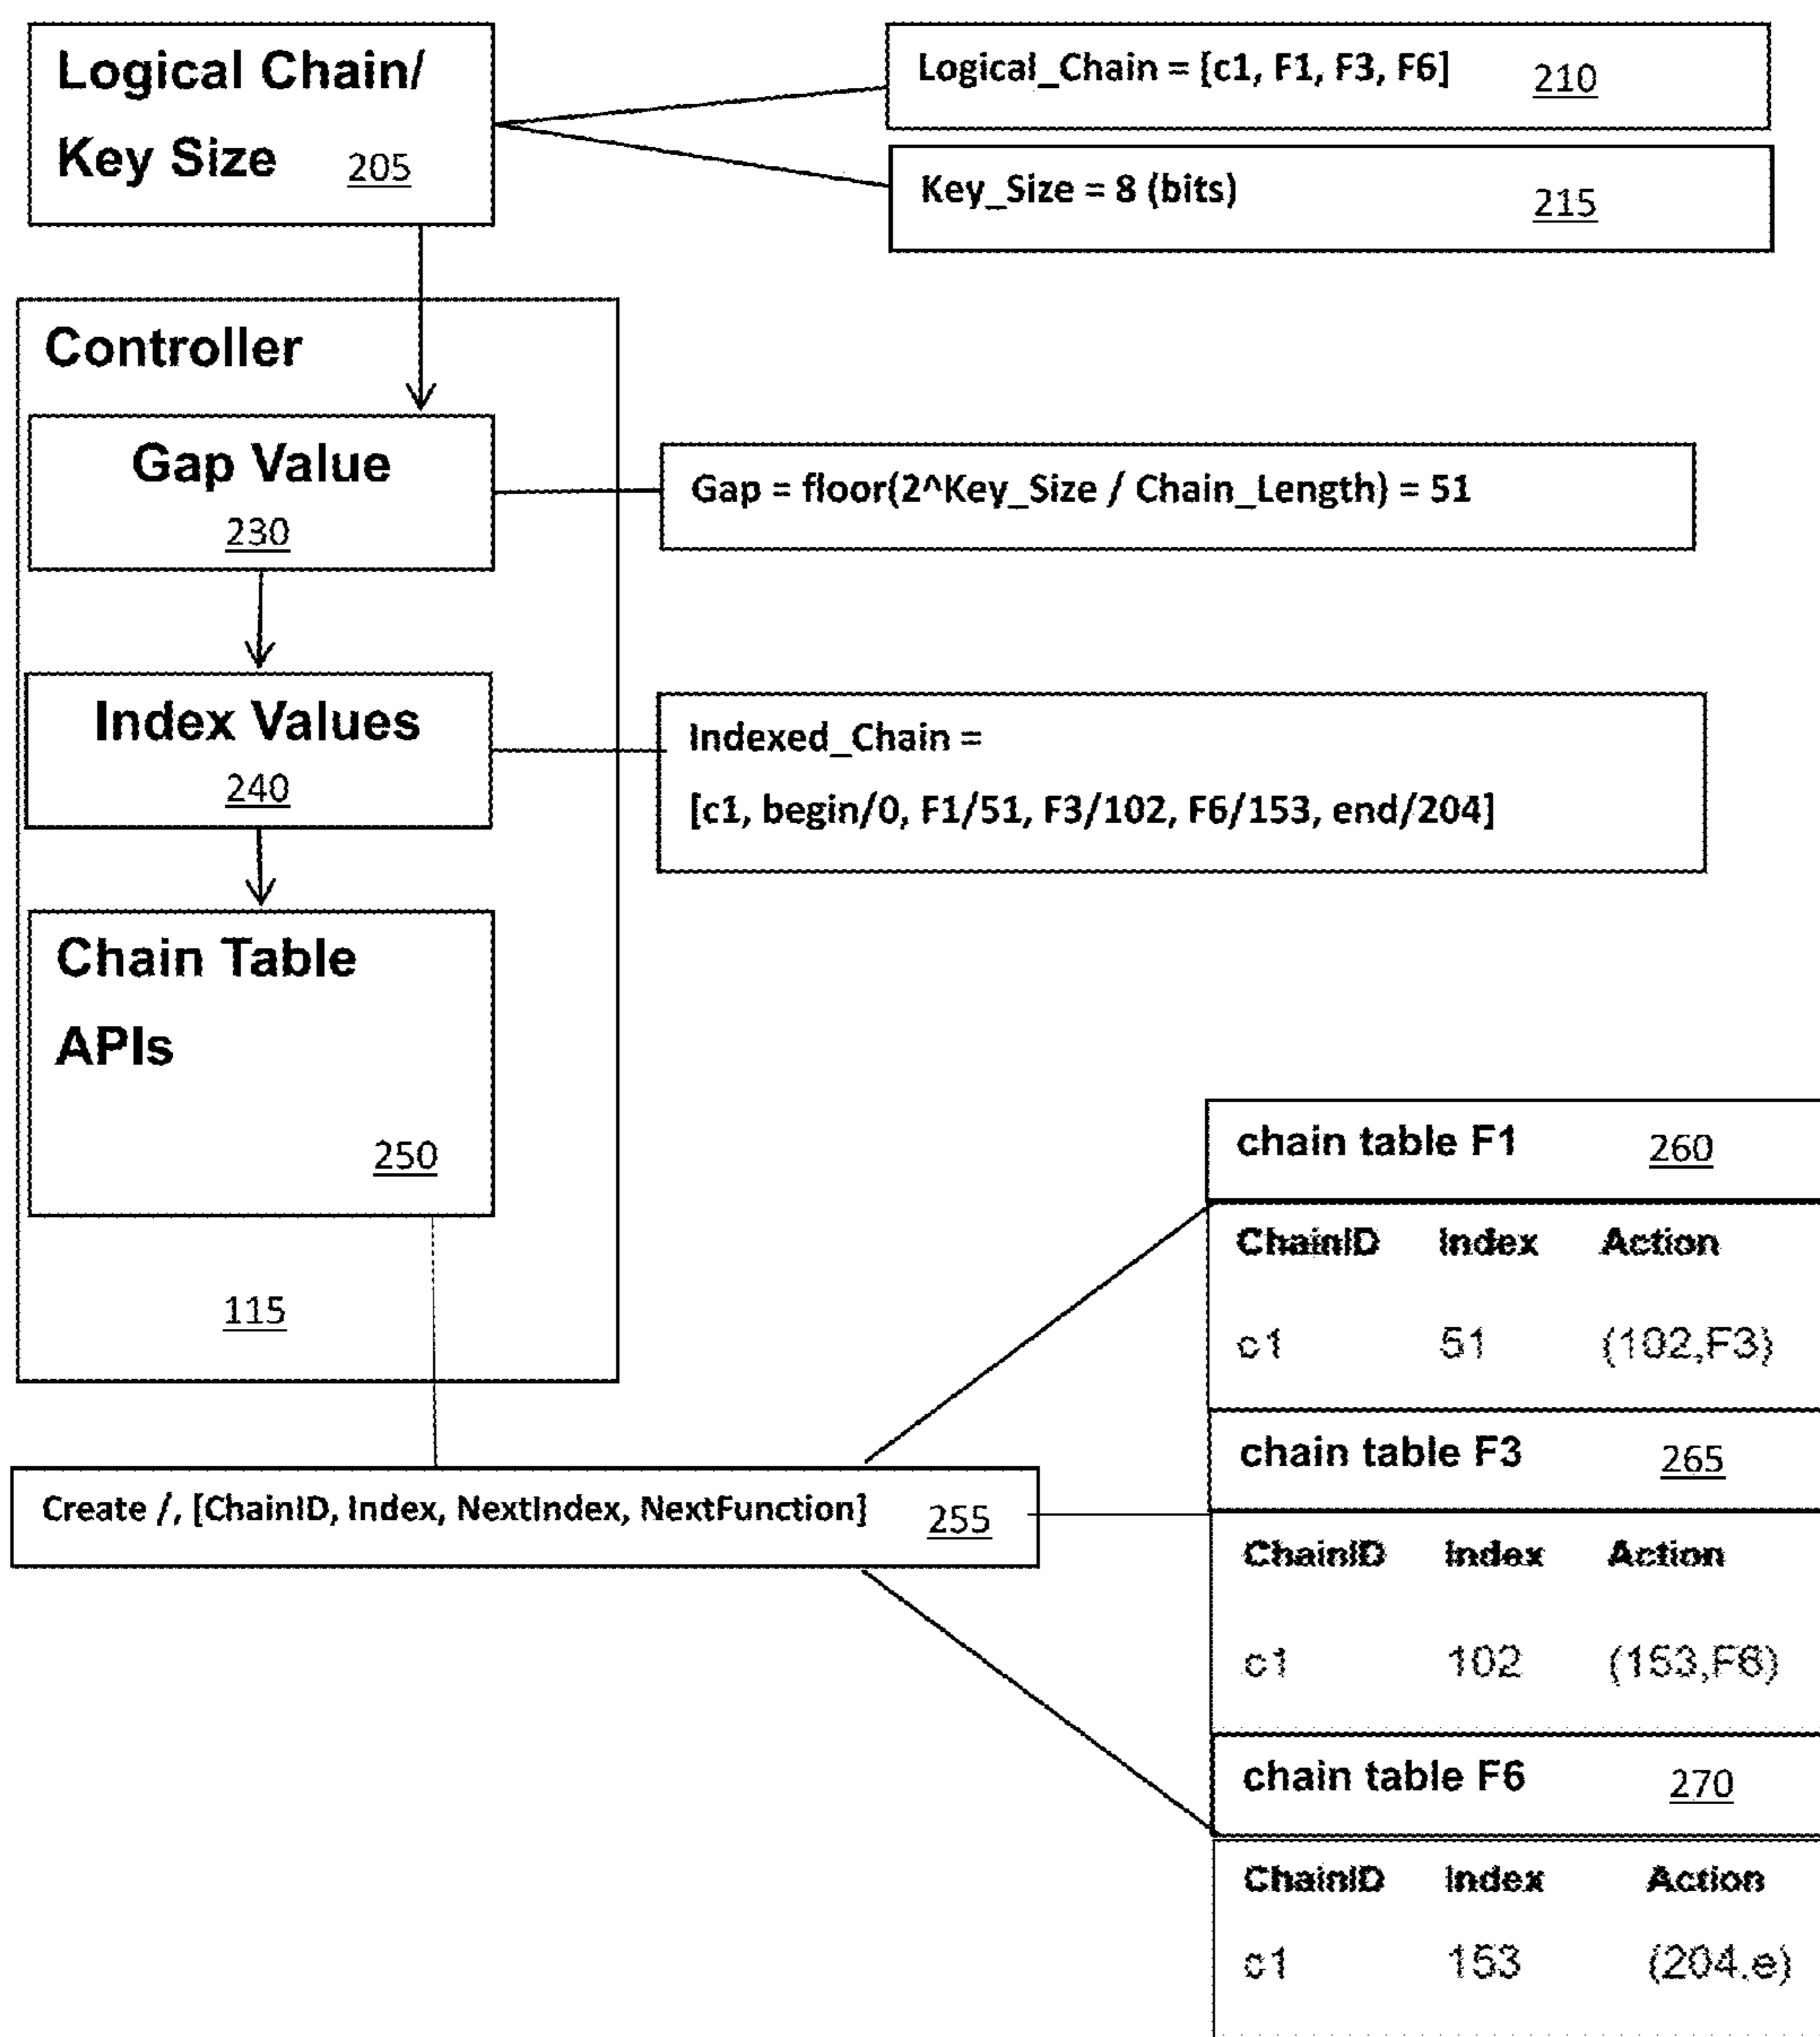 Logical Chain/
Key Size 205
Logical_Chain = [c1, F1, F3, F6] 210
Key_Size = 8 (bits) 215
Controller
Gap Value
230
Gap = floor(2^Key_Size / Chain_Length) = 51
Index Values
240
Indexed_Chain =
[c1, begin/0, F1/51, F3/102, F6/153, end/204]
Chain Table
APIs
250
115
Create /, [ChainID, Index, NextIndex, NextFunction] 255
chain table F1 260
ChainID Index Action
c1 51 (102,F3)
chain table F3 265
ChainID Index Action
c1 102 (153,F6)
chain table F6 270
ChainID Index Action
c1 153 (204,e)